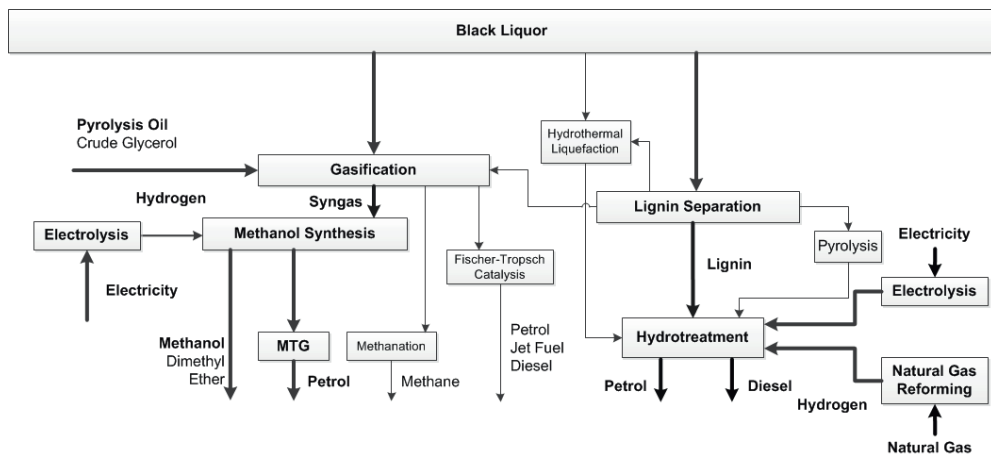 Black Liquor
Pyrolysis Oil
Crude Glycerol
Hydrothermal
Liquefaction
Gasification
Hydrogen
Syngas
Lignin Separation
Electrolysis
Methanol Synthesis
Pyrolysis
Electricity
Fischer-Tropsch
Catalysis
Lignin
Electricity
Electrolysis
Methanol
Dimethyl
Ether
MTG
Methanation
Petrol
Jet Fuel
Diesel
Hydrotreatment
Petrol
Methane
Petrol
Diesel
Natural Gas
Reforming
Hydrogen
Natural Gas